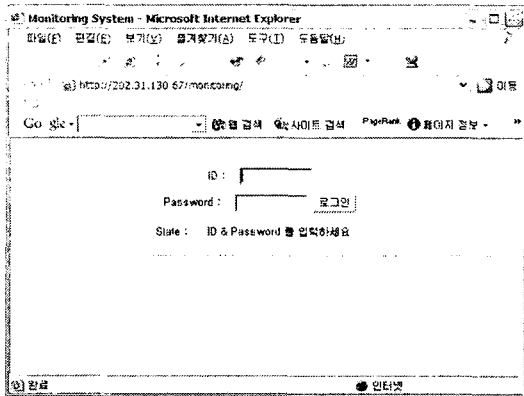 Monitoring System - Microsoft Internet Explorer
파일(F) 편집(E) 보기(V) 즐겨찾기(A) 도구(T) 도움말(H)
http://202.31.130.67/monitoring/ 이동
Google - 웹 검색 사이트 검색 PageRank 페이지 정보 - »
ID :
Password : 로그인
State : ID & Password 를 입력하세요
완료 인터넷